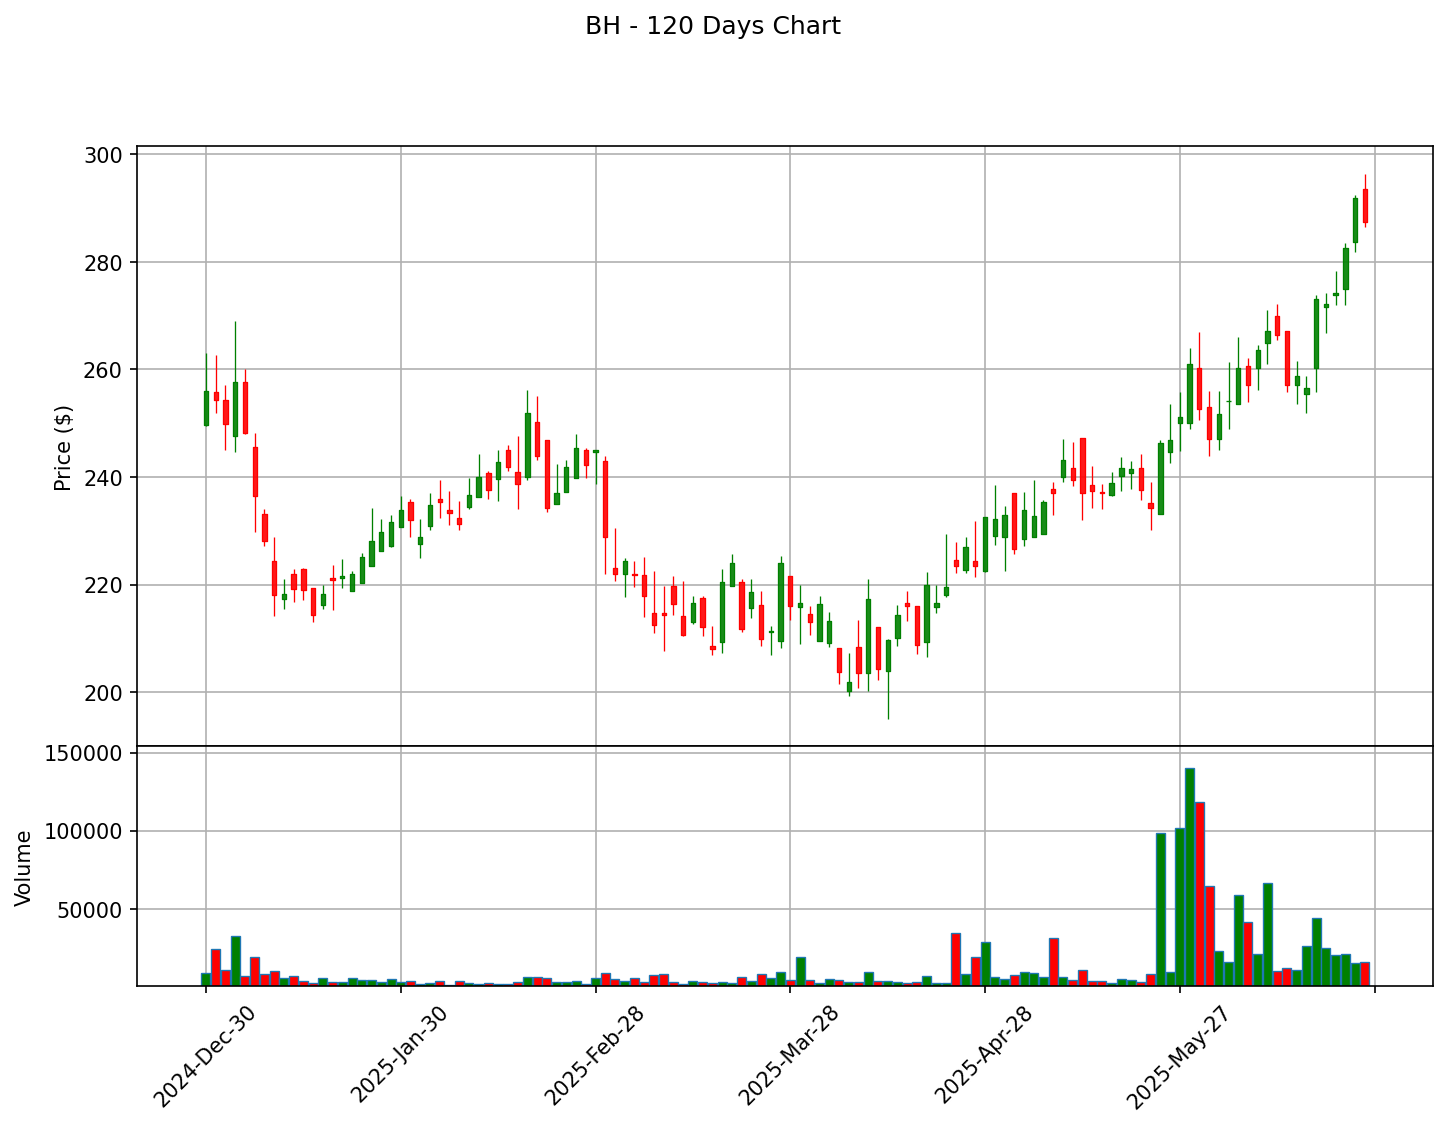 BH - 120 Days Chart
300
280
260
240
220
200
Price ($)
150000
100000
50000
Volume
2024-Dec-30
2025-Jan-30
2025-Feb-28
2025-Mar-28
2025-Apr-28
2025-May-27